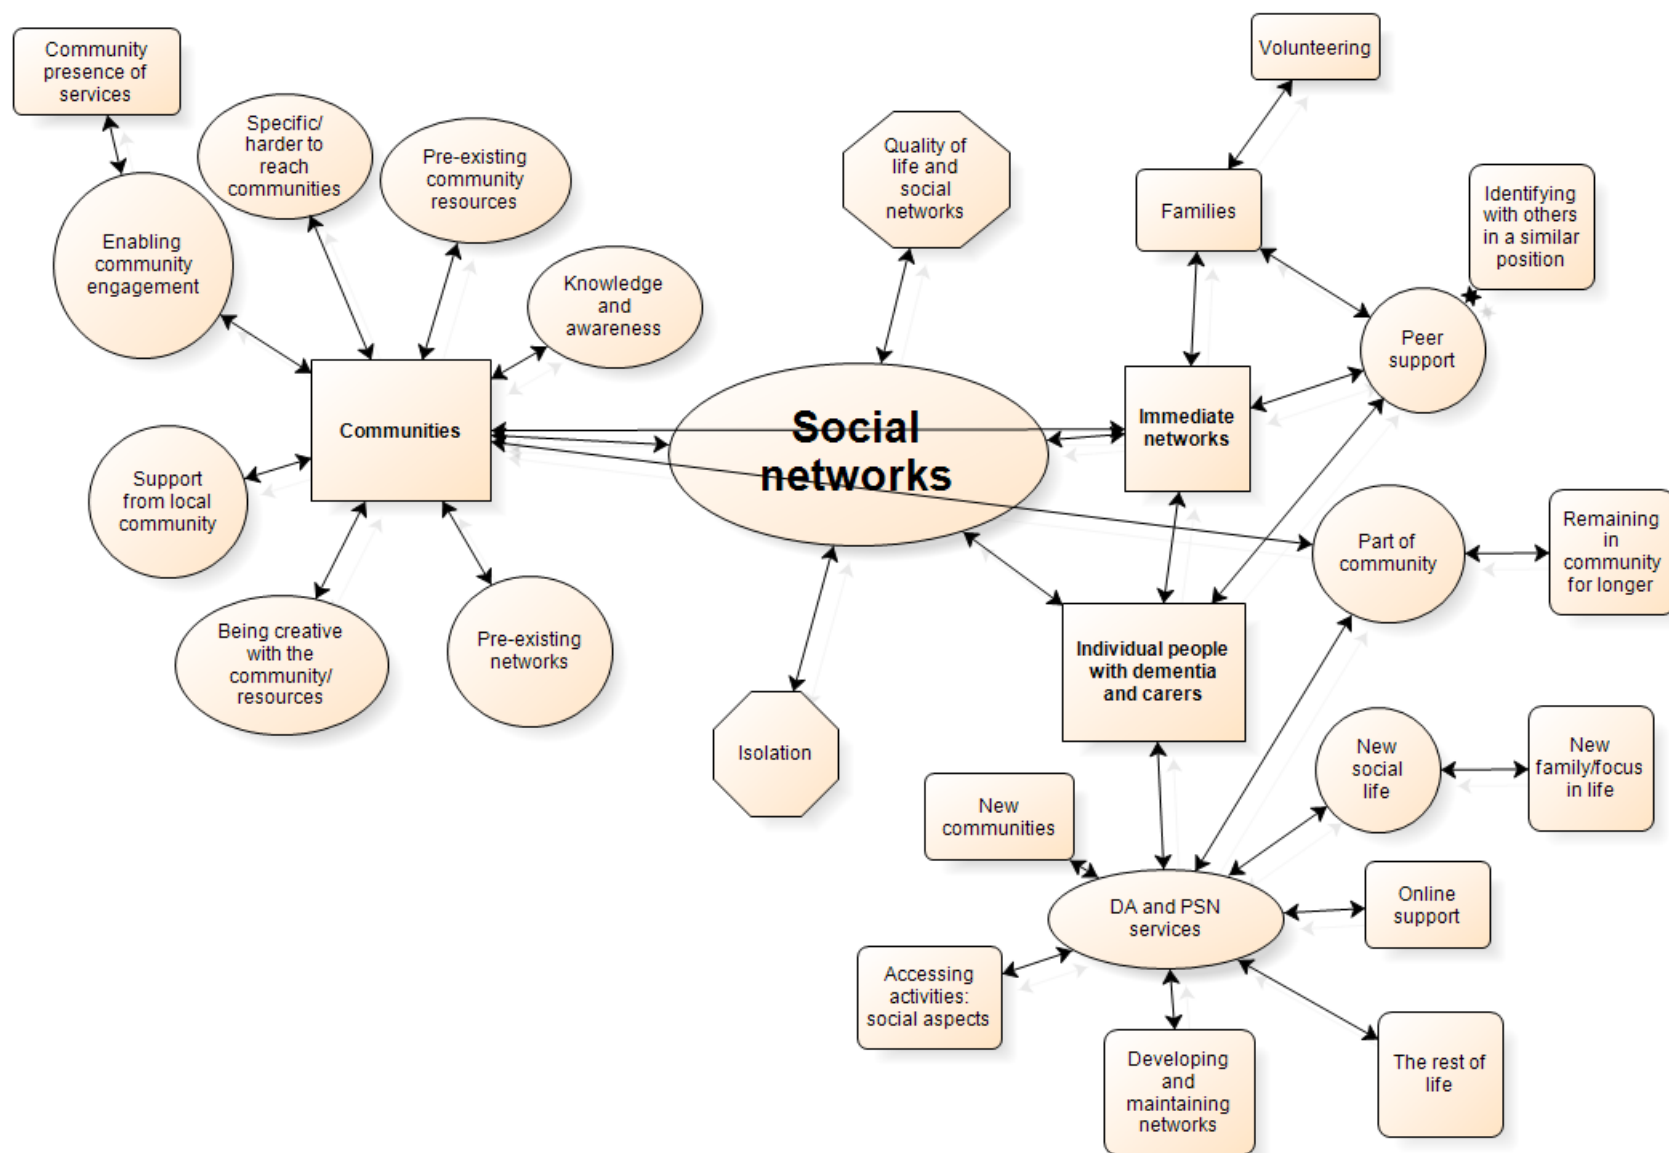 Community
presence of
services
Specific/
harder to
reach
communities
Pre-existing
community
resources
Enabling
community
engagement
Knowledge
and
awareness
Communities
Support
from local
community
Being creative
with the
community/
resources
Pre-existing
networks
Quality of
life and
social
networks
Social
networks
Isolation
Volunteering
Families
Identifying
with others
in a similar
position
Peer
support
Immediate
networks
Part of
community
Remaining
in
community
for longer
Individual people
with dementia
and carers
New
social
life
New
family/focus
in life
New
communities
DA and PSN
services
Online
support
Accessing
activities:
social aspects
Developing
and
maintaining
networks
The rest of
life